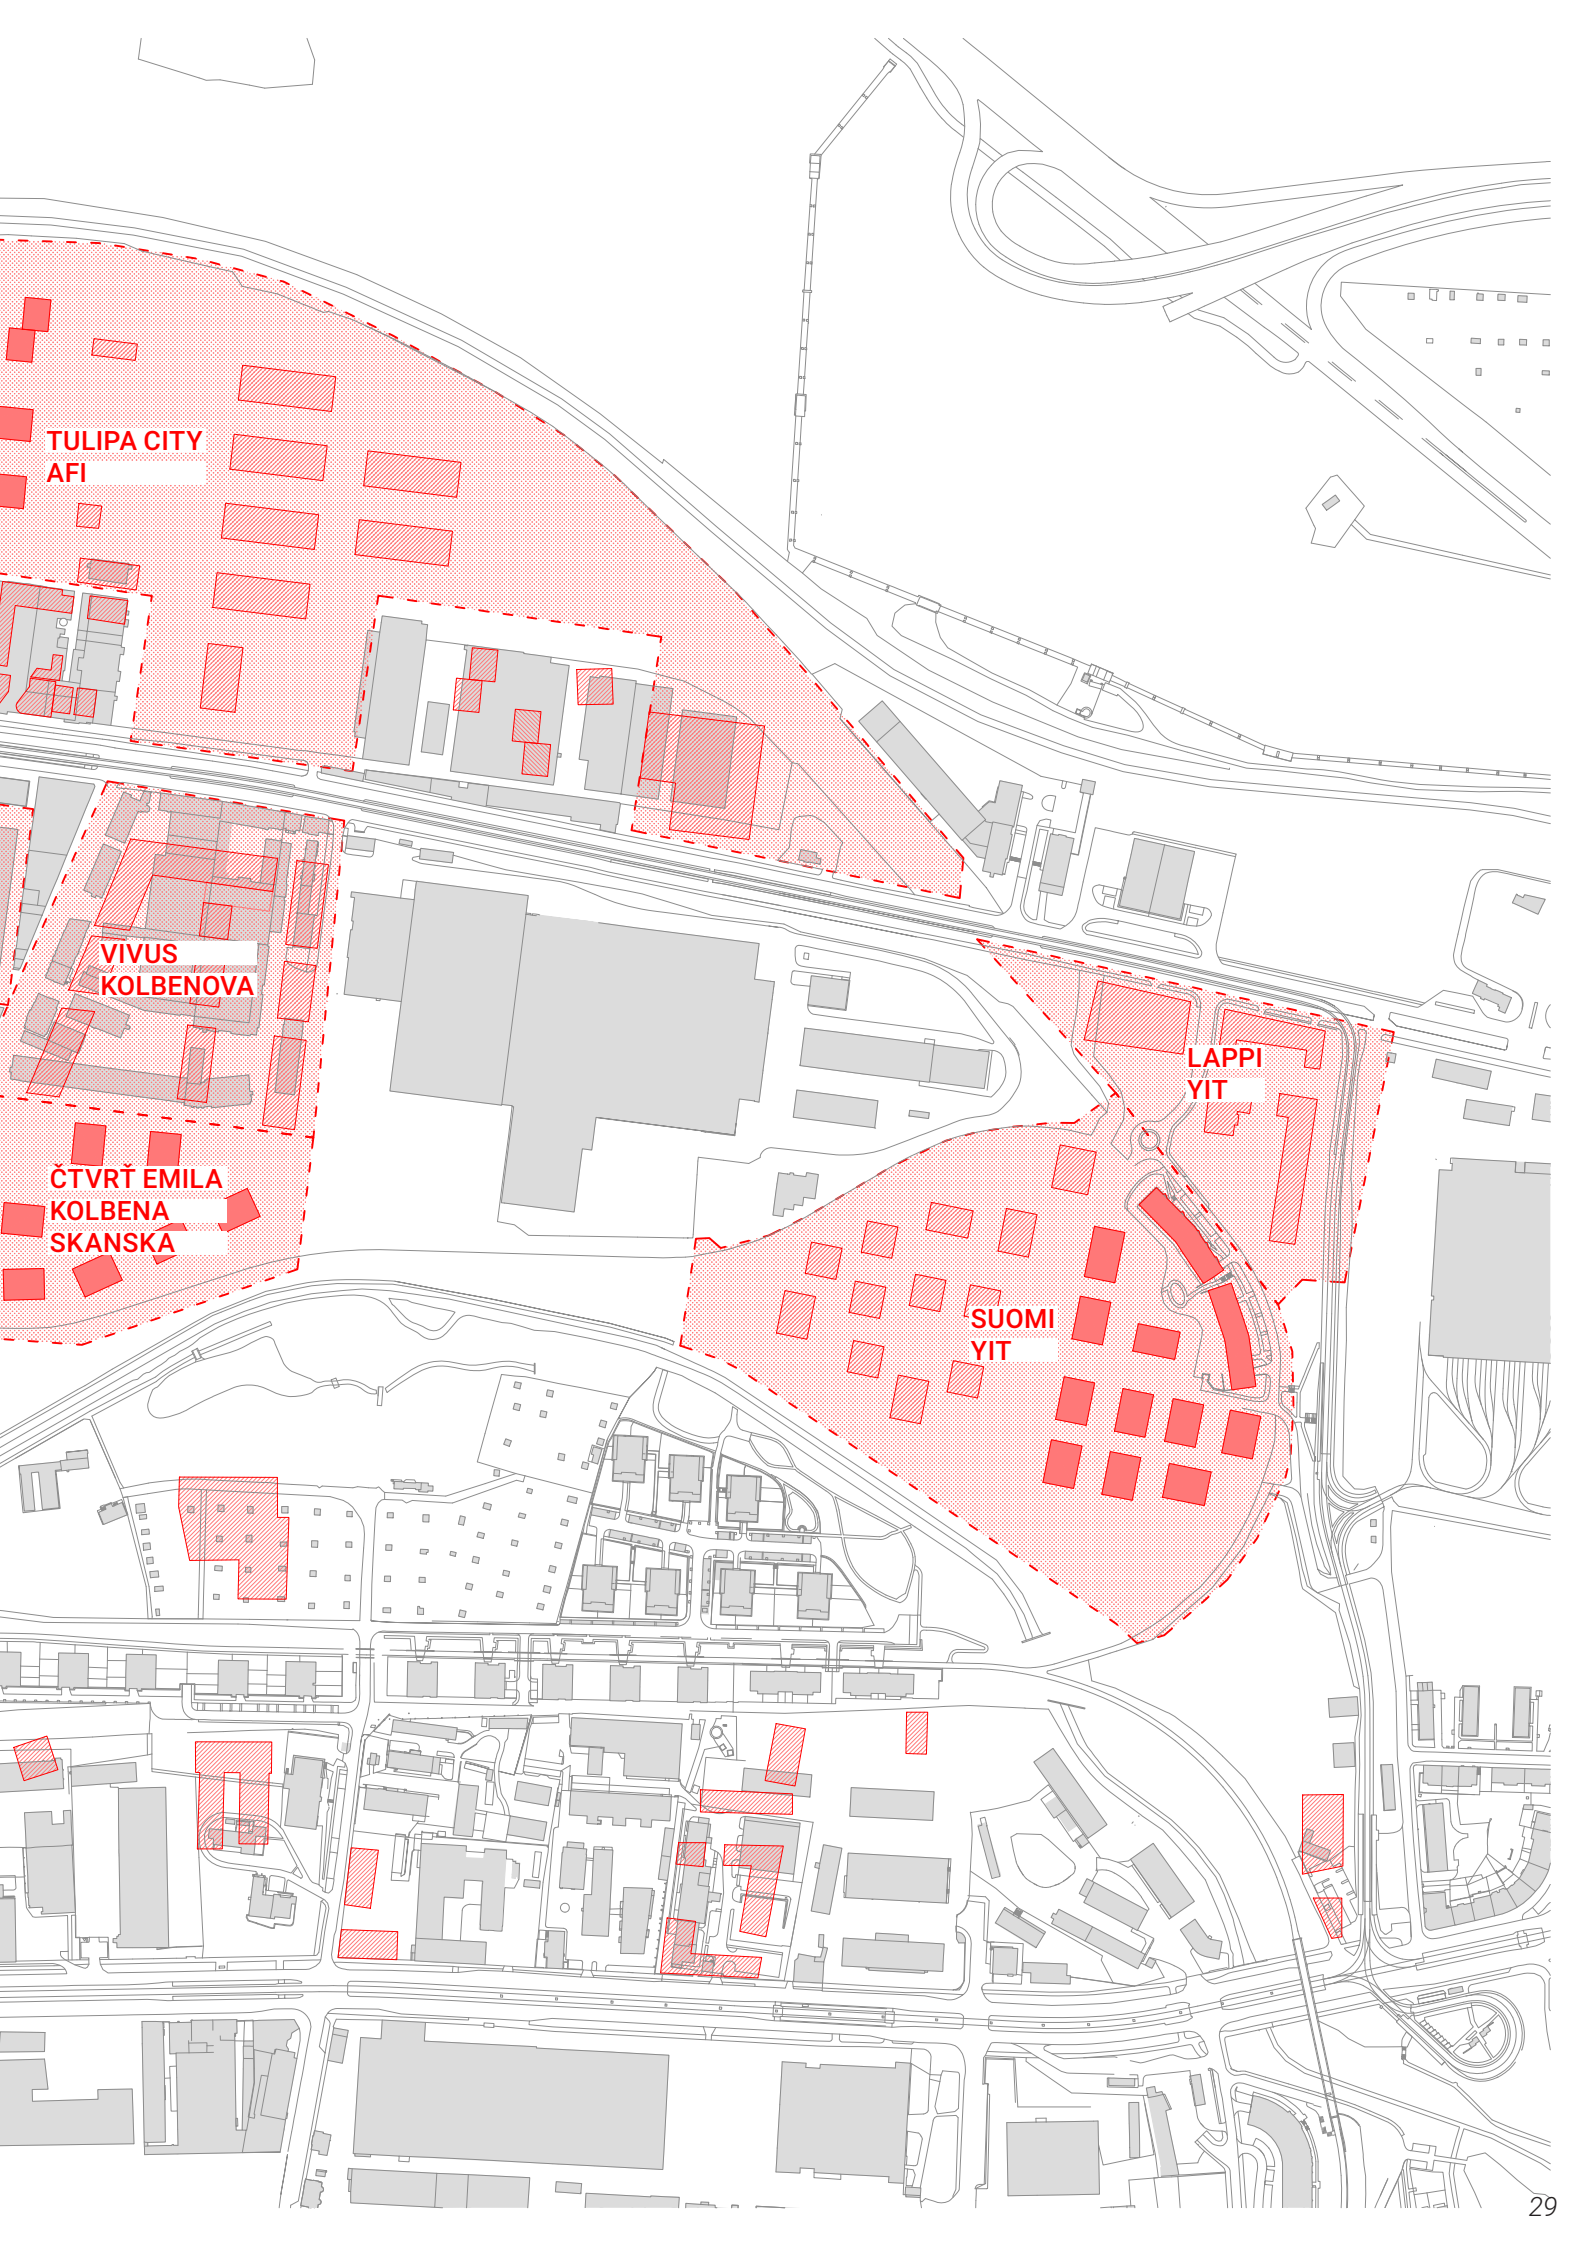 TULIPA CITY
AFI
VIVUS
KOLBENOVA
LAPPI
YIT
ČTVRŤ EMILA
KOLBENA
SKANSKA
SUOMI
YIT
29